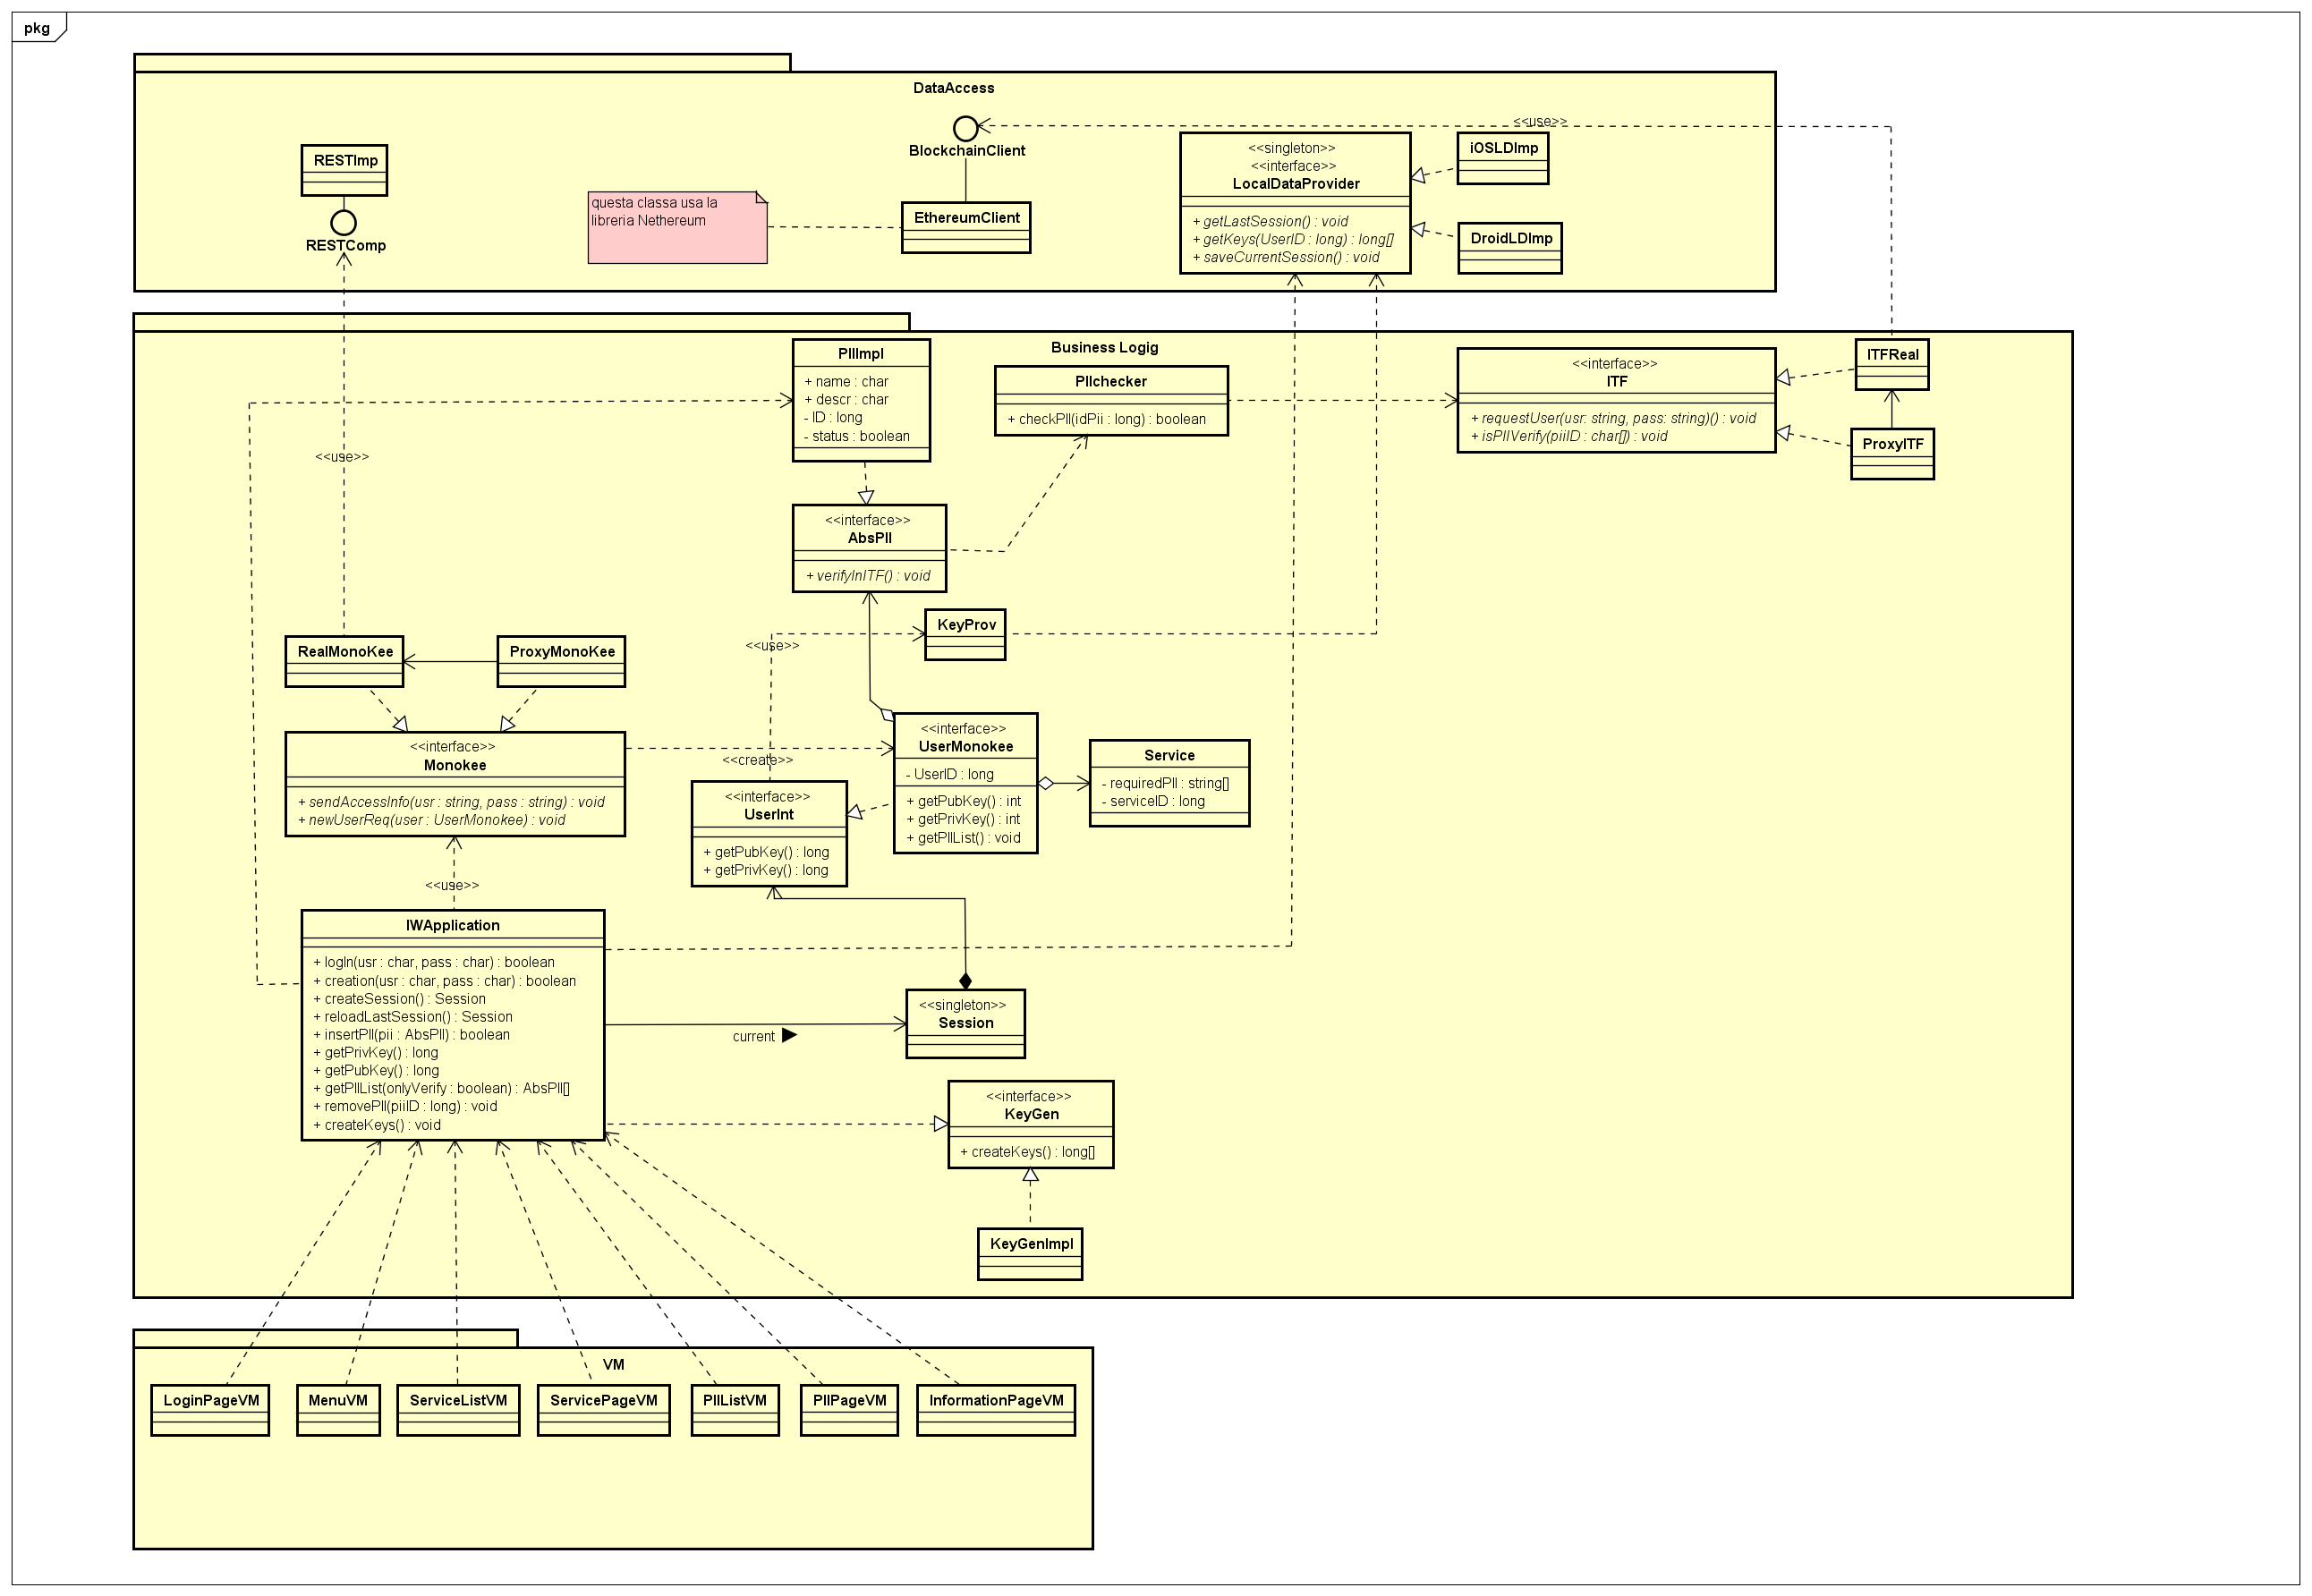 pkg
DataAccess
<<use>>
BlockchainClient
RESTImp
RESTComp
questa classa usa la
libreria Nethereum
EthereumClient
<<singleton>>
<<interface>>
LocalDataProvider
+ getLastSession() : void
+ getKeys(UserID : long) : long[]
+ saveCurrentSession() : void
iOSLDImp
DroidLDImp
Business Logig
PIIImpl
+ name : char
+ descr : char
- ID : long
- status : boolean
PIIchecker
+ checkPII(idPii : long) : boolean
<<interface>>
ITF
+ requestUser(usr: string, pass: string)() : void
+ isPIIVerify(piiID : char[]) : void
ITFReal
ProxyITF
<<use>>
<<interface>>
AbsPII
+ verifyInITF() : void
KeyProv
<<use>>
RealMonoKee
ProxyMonoKee
<<interface>>
Monokee
+ sendAccessInfo(usr : string, pass : string) : void
+ newUserReq(user : UserMonokee) : void
<<create>>
<<interface>>
UserMonokee
- UserID : long
+ getPubKey() : int
+ getPrivKey() : int
+ getPIIList() : void
Service
- requiredPII : string[]
- serviceID : long
<<interface>>
UserInt
+ getPubKey() : long
+ getPrivKey() : long
<<use>>
IWApplication
+ logIn(usr : char, pass : char) : boolean
+ creation(usr : char, pass : char) : boolean
+ createSession() : Session
+ reloadLastSession() : Session
+ insertPII(pii : AbsPII) : boolean
+ getPrivKey() : long
+ getPubKey() : long
+ getPIIList(onlyVerify : boolean) : AbsPII[]
+ removePII(piiID : long) : void
+ createKeys() : void
current
<<singleton>>
Session
<<interface>>
KeyGen
+ createKeys() : long[]
KeyGenImpl
VM
LoginPageVM
MenuVM
ServiceListVM
ServicePageVM
PIIListVM
PIIPageVM
InformationPageVM